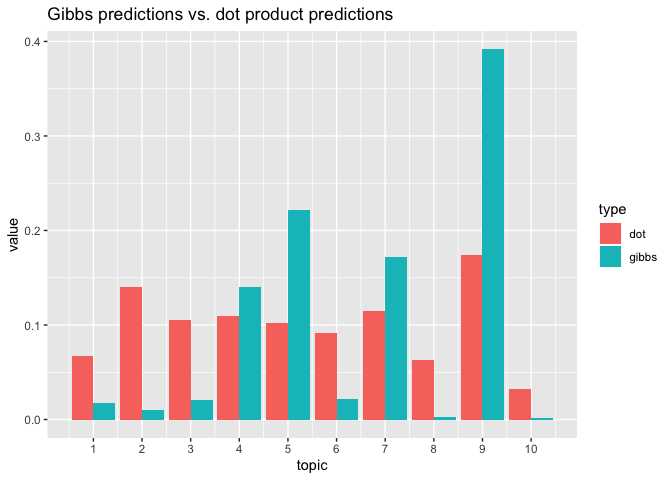 Gibbs predictions vs. dot product predictions
0.4
0.3
0.2
0.1
0.0
value
1 2 3 4 5 6 7 8 9 10
topic
type
dot
gibbs